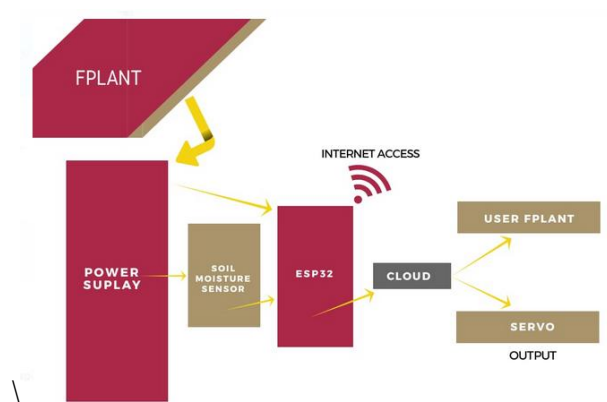 FPLANT
INTERNET ACCESS
POWER
SUPLAY
SOIL
MOISTURE
SENSOR
ESP32
CLOUD
USER FPLANT
SERVO
OUTPUT
\